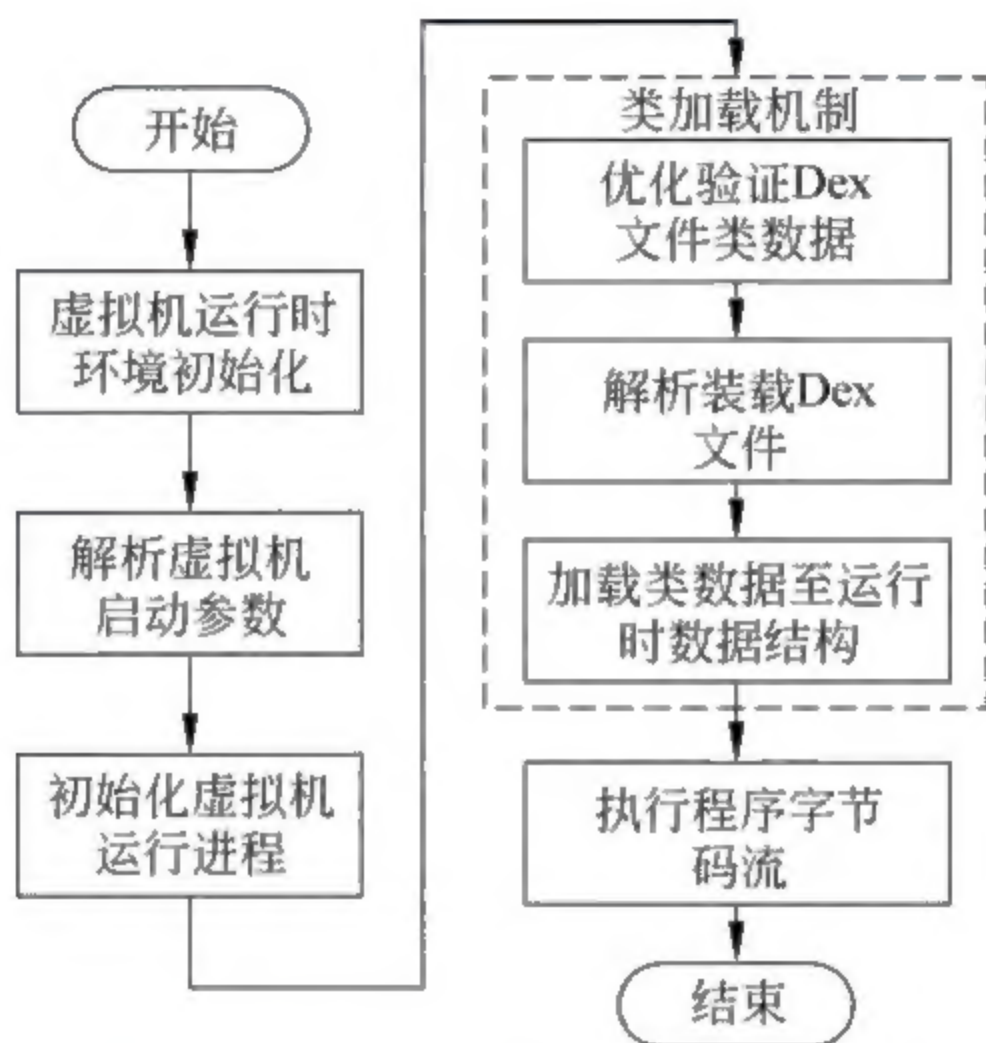 开始
虚拟机运行时
环境初始化
解析虚拟机
启动参数
初始化虚拟机
运行进程
类加载机制
优化验证Dex
文件类数据
解析装载Dex
文件
加载类数据至运行
时数据结构
执行程序字节
码流
结束